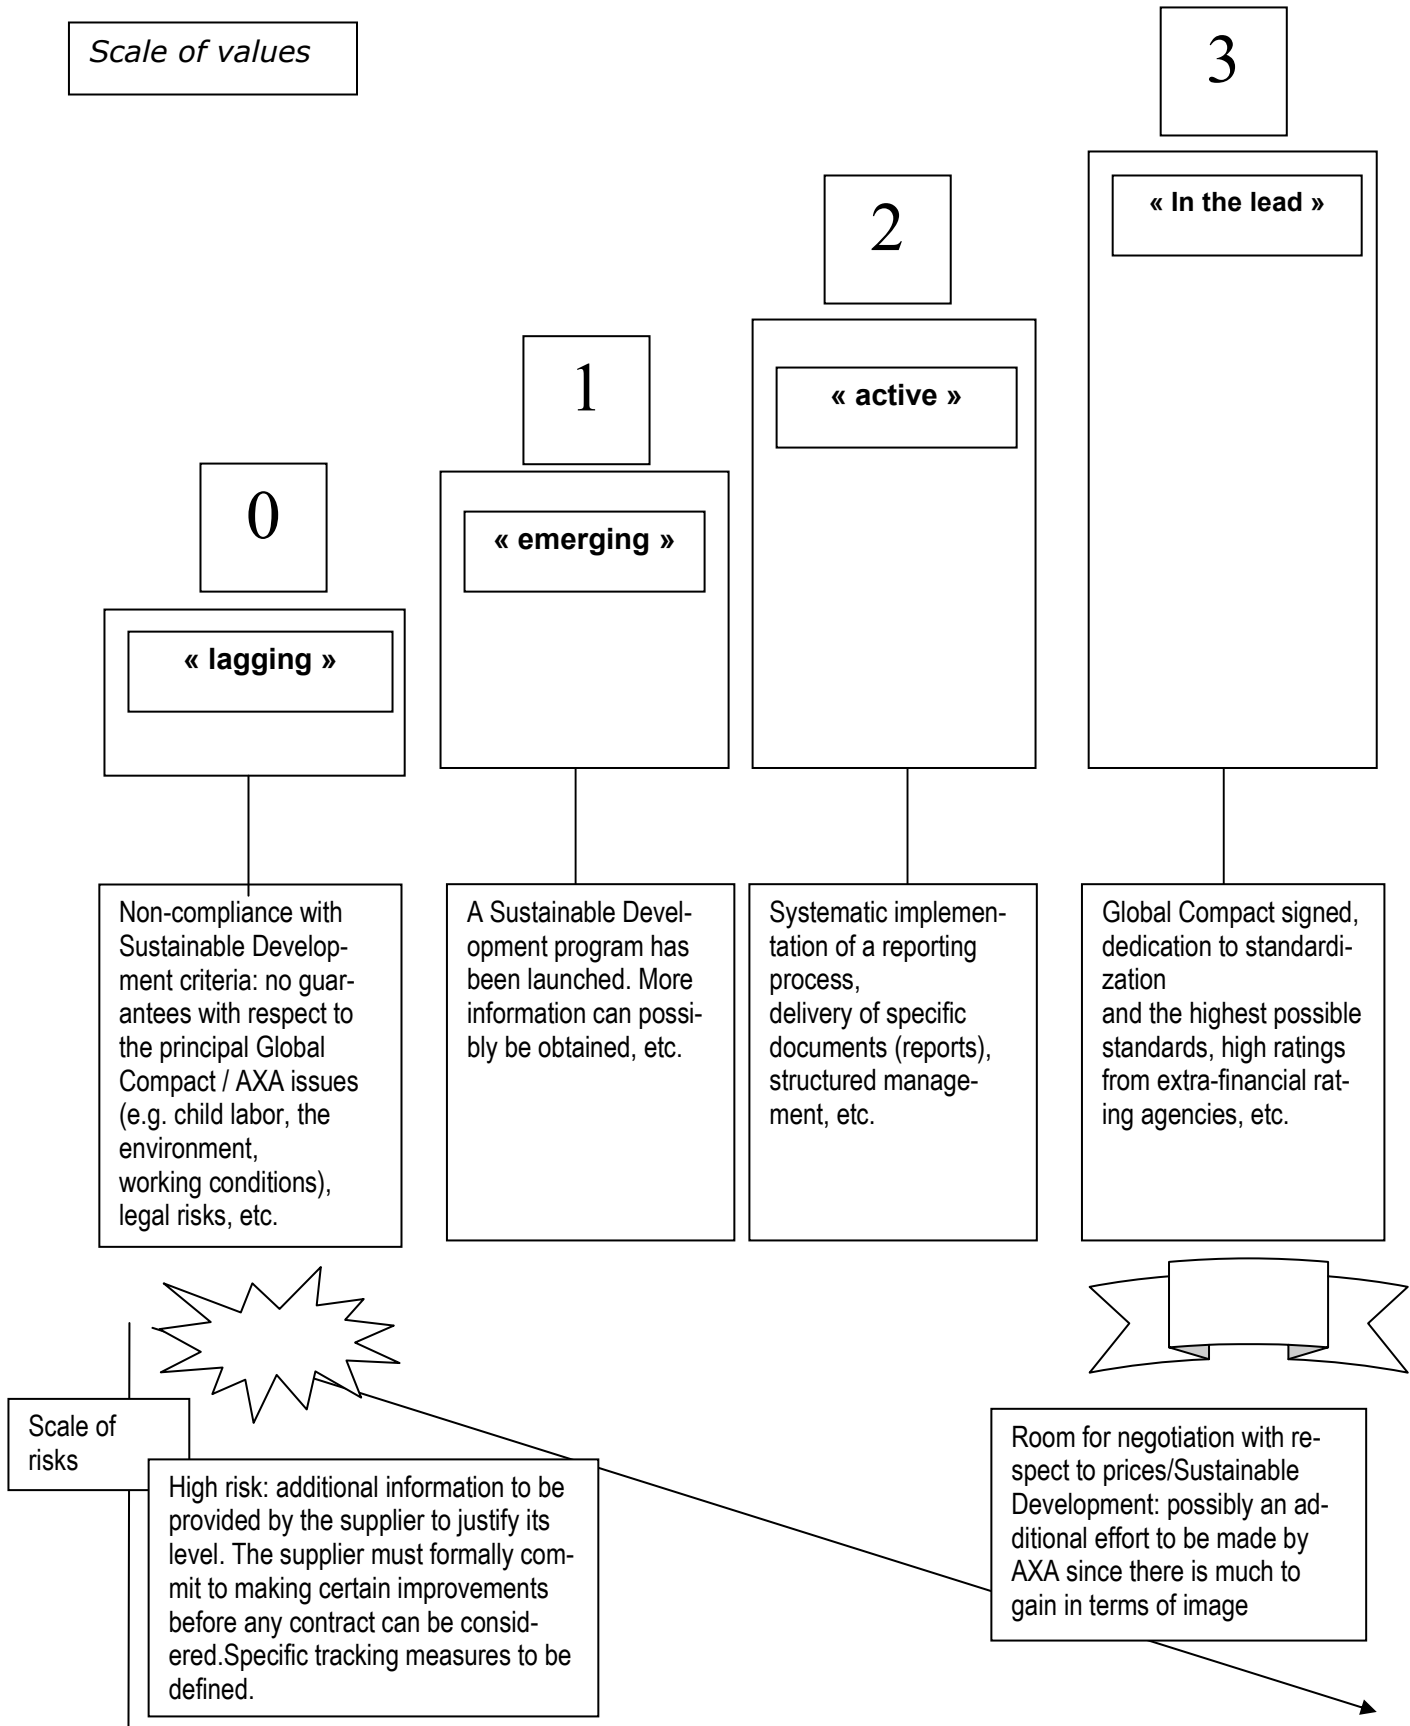 Scale of values
3
« In the lead »
2
« active »
1
« emerging »
0
« lagging »
Non-compliance with
Sustainable Develop-
ment criteria: no guar-
antees with respect to
the principal Global
Compact / AXA issues
(e.g. child labor, the
environment,
working conditions),
legal risks, etc.
A Sustainable Devel-
opment program has
been launched. More
information can possi-
bly be obtained, etc.
Systematic implemen-
tation of a reporting
process,
delivery of specific
documents (reports),
structured manage-
ment, etc.
Global Compact signed,
dedication to standardi-
zation
and the highest possible
standards, high ratings
from extra-financial rat-
ing agencies, etc.
Scale of
risks
High risk: additional information to be
provided by the supplier to justify its
level. The supplier must formally com-
mit to making certain improvements
before any contract can be consid-
ered.Specific tracking measures to be
defined.
Room for negotiation with re-
spect to prices/Sustainable
Development: possibly an ad-
ditional effort to be made by
AXA since there is much to
gain in terms of image